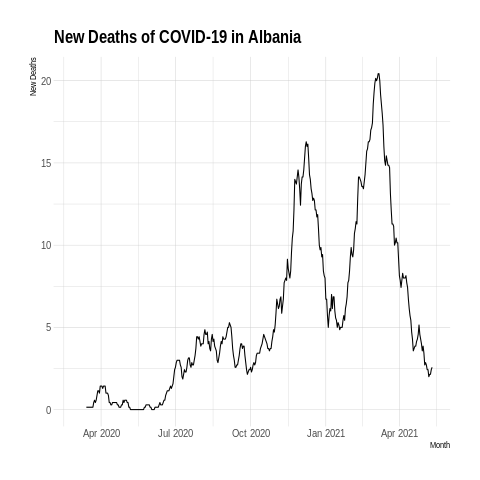 New Deaths of COVID-19 in Albania
New Deaths
20
15
10
5
0
Apr 2020
Jul 2020
Oct 2020
Jan 2021
Apr 2021
Month